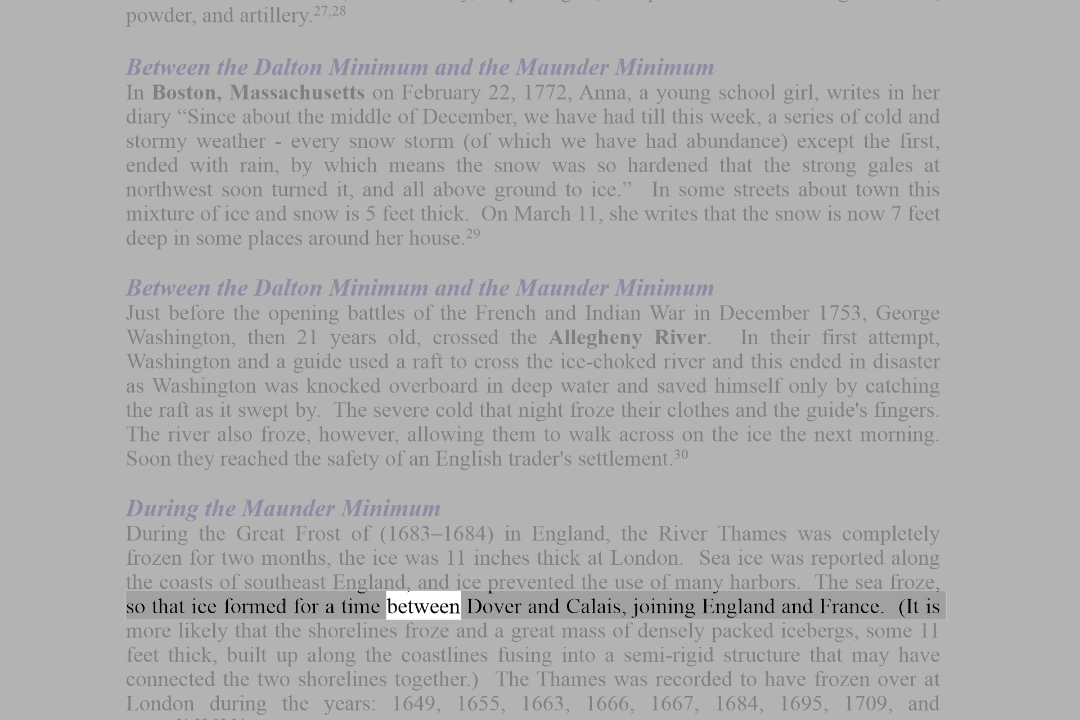 powder, and artillery.27,28
Between the Dalton Minimum and the Maunder Minimum
In Boston, Massachusetts on February 22, 1772, Anna, a young school girl, writes in her
diary “Since about the middle of December, we have had till this week, a series of cold and
stormy weather - every snow storm (of which we have had abundance) except the first,
ended with rain, by which means the snow was so hardened that the strong gales at
northwest soon turned it, and all above ground to ice.” In some streets about town this
mixture of ice and snow is 5 feet thick. On March 11, she writes that the snow is now 7 feet
deep in some places around her house.29
Between the Dalton Minimum and the Maunder Minimum
Just before the opening battles of the French and Indian War in December 1753, George
Washington, then 21 years old, crossed the Allegheny River. In their first attempt,
Washington and a guide used a raft to cross the ice-choked river and this ended in disaster
as Washington was knocked overboard in deep water and saved himself only by catching
the raft as it swept by. The severe cold that night froze their clothes and the guide's fingers.
The river also froze, however, allowing them to walk across on the ice the next morning.
Soon they reached the safety of an English trader's settlement.30
During the Maunder Minimum
During the Great Frost of (1683–1684) in England, the River Thames was completely
frozen for two months, the ice was 11 inches thick at London. Sea ice was reported along
the coasts of southeast England, and ice prevented the use of many harbors. The sea froze,
so that ice formed for a time between Dover and Calais, joining England and France. (It is
more likely that the shorelines froze and a great mass of densely packed icebergs, some 11
feet thick, built up along the coastlines fusing into a semi-rigid structure that may have
connected the two shorelines together.) The Thames was recorded to have frozen over at
London during the years: 1649, 1655, 1663, 1666, 1667, 1684, 1695, 1709, and